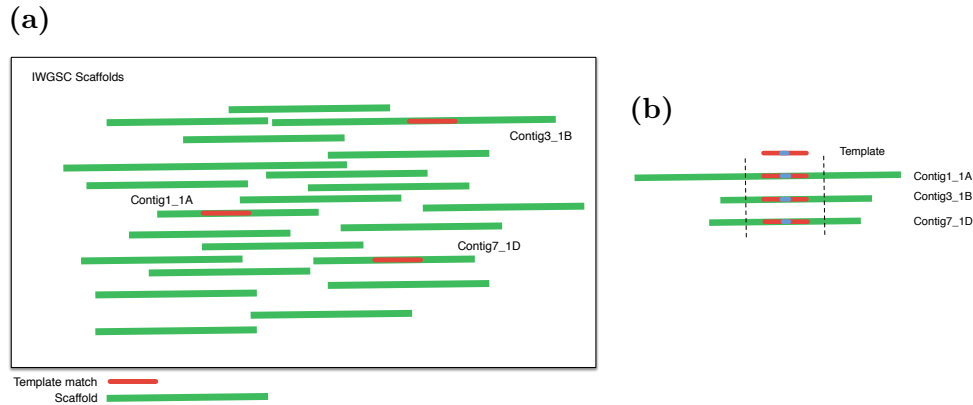 (a)
IWGSC Scaffolds
Contig3_1B
Contig1_1A
Contig7_1D
Template match
Scaffold
(b)
Template
Contig1_1A
Contig3_1B
Contig7_1D